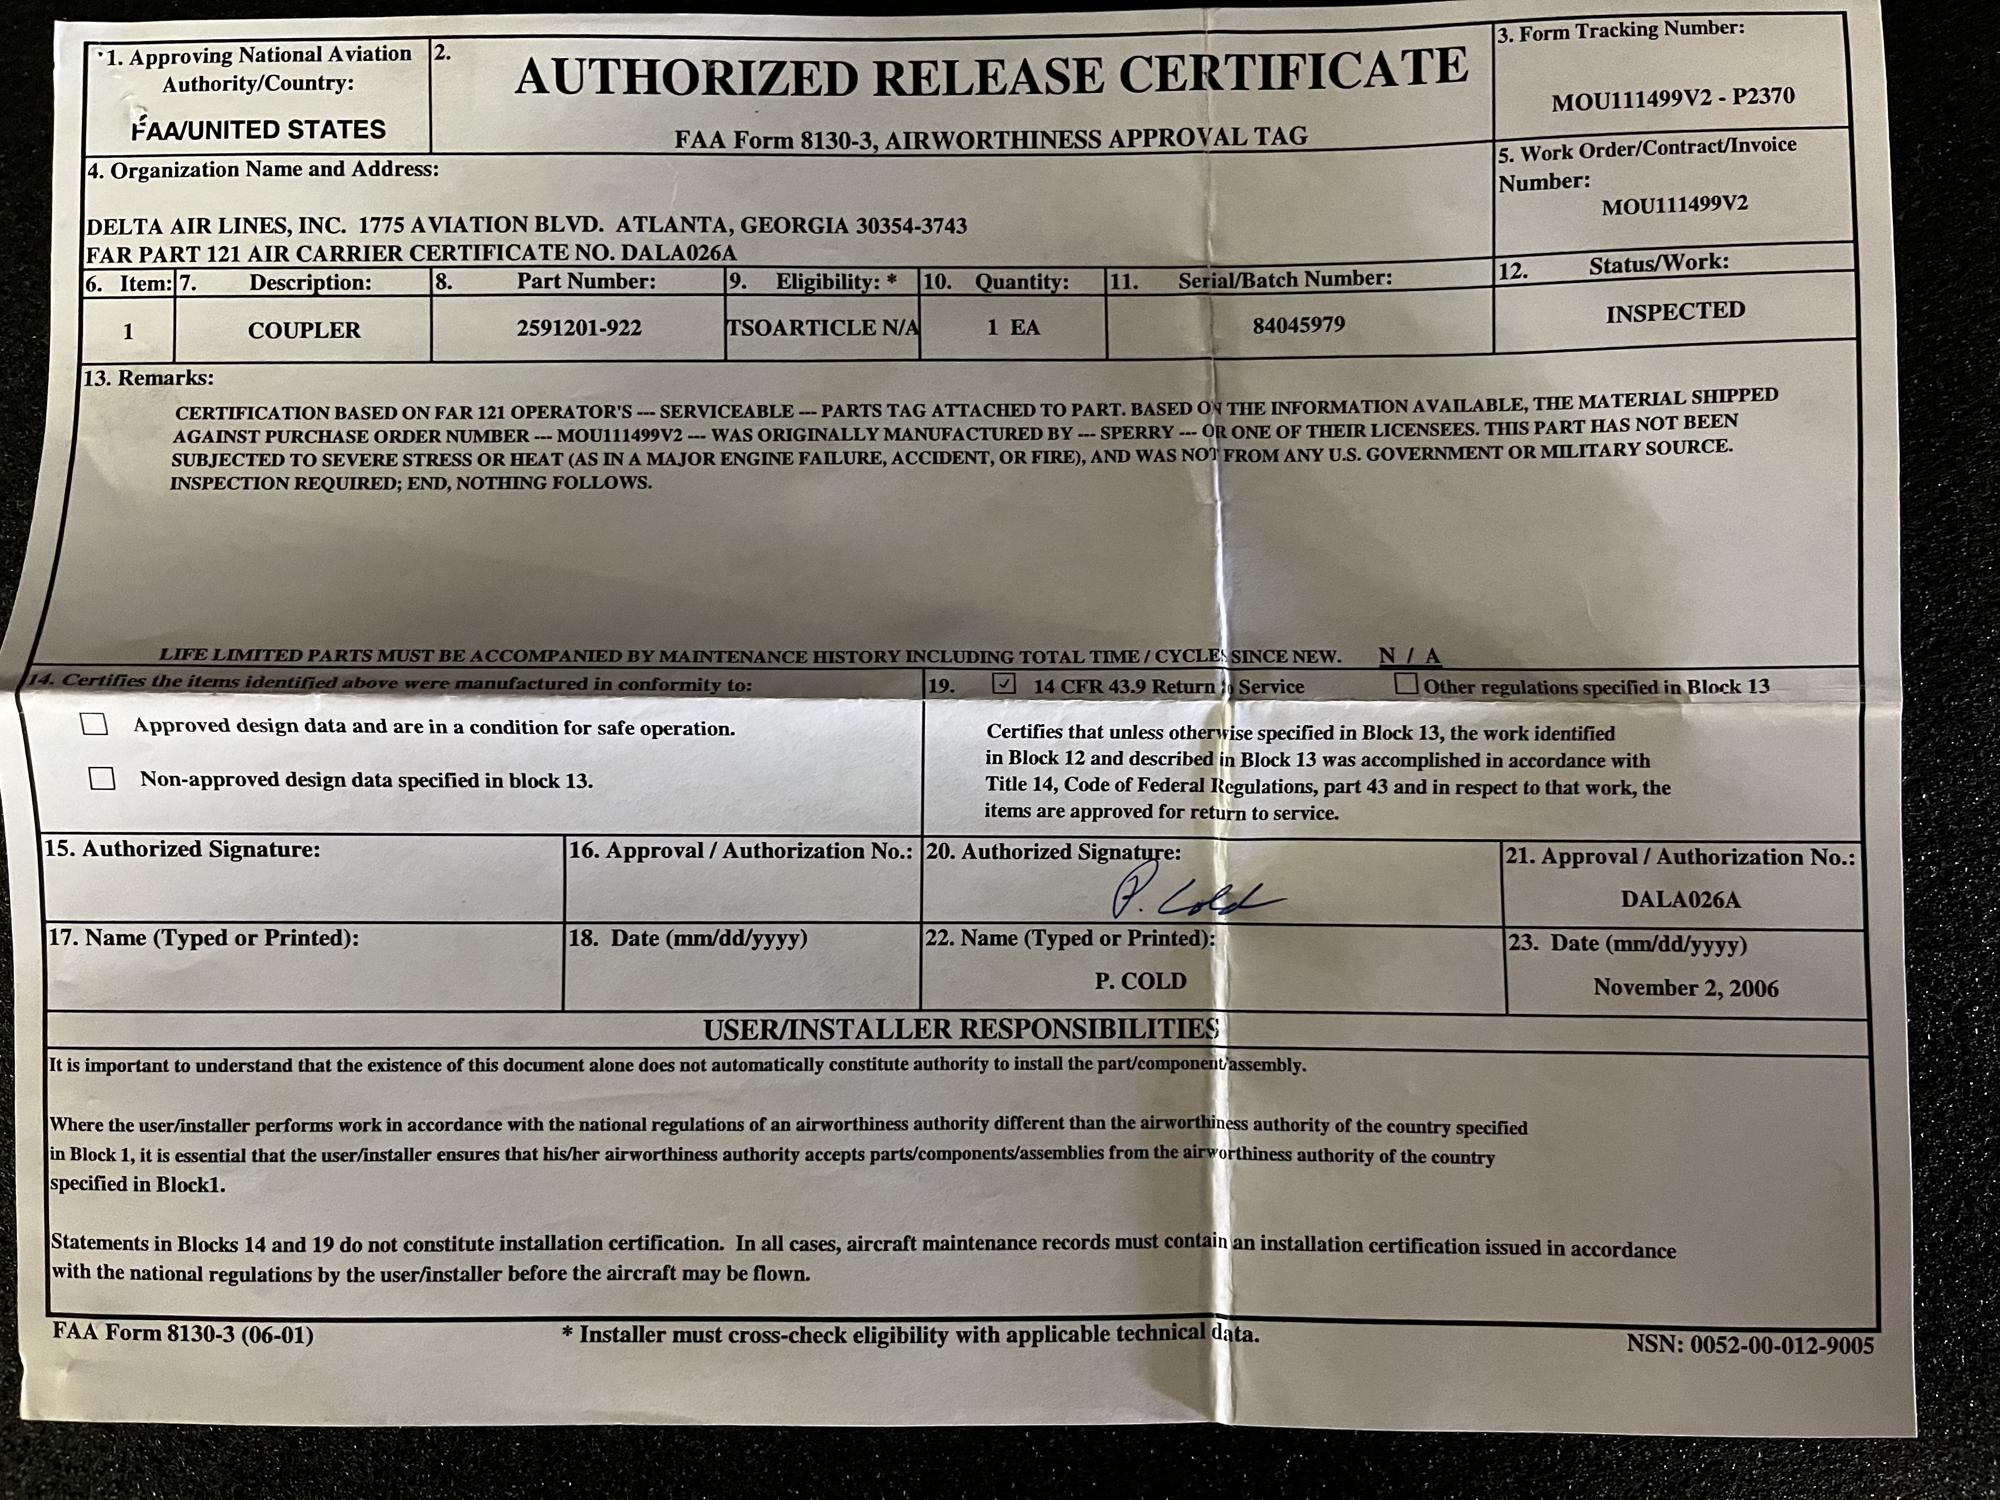 1. Approving National Aviation
Authority/Country:
FAA/UNITED STATES
2.
AUTHORIZED RELEASE CERTIFICATE
FAA Form 8130-3, AIRWORTHINESS APPROVAL TAG
3. Form Tracking Number:
MOU111499V2 - P2370
4. Organization Name and Address:
DELTA AIR LINES, INC. 1775 AVIATION BLVD. ATLANTA, GEORGIA 30354-3743
FAR PART 121 AIR CARRIER CERTIFICATE NO. DALA026A
5. Work Order/Contract/Invoice
Number:
MOU111499V2
6. Item: 7. Description: 8. Part Number: 9. Eligibility: * 10. Quantity: 11. Serial/Batch Number: 12. Status/Work:
1 COUPLER 2591201-922 TSOARTICLE N/A 1 EA 84045979 INSPECTED
13. Remarks:
CERTIFICATION BASED ON FAR 121 OPERATOR'S --- SERVICEABLE --- PARTS TAG ATTACHED TO PART. BASED ON THE INFORMATION AVAILABLE, THE MATERIAL SHIPPED
AGAINST PURCHASE ORDER NUMBER --- MOU111499V2 --- WAS ORIGINALLY MANUFACTURED BY --- SPERRY --- OR ONE OF THEIR LICENSEES. THIS PART HAS NOT BEEN
SUBJECTED TO SEVERE STRESS OR HEAT (AS IN A MAJOR ENGINE FAILURE, ACCIDENT, OR FIRE), AND WAS NOT FROM ANY U.S. GOVERNMENT OR MILITARY SOURCE.
INSPECTION REQUIRED; END, NOTHING FOLLOWS.
LIFE LIMITED PARTS MUST BE ACCOMPANIED BY MAINTENANCE HISTORY INCLUDING TOTAL TIME / CYCLES SINCE NEW. N / A
14. Certifies the items identified above were manufactured in conformity to:
Approved design data and are in a condition for safe operation.
Non-approved design data specified in block 13.
19. 14 CFR 43.9 Return to Service Other regulations specified in Block 13
Certifies that unless otherwise specified in Block 13, the work identified
in Block 12 and described in Block 13 was accomplished in accordance with
Title 14, Code of Federal Regulations, part 43 and in respect to that work, the
items are approved for return to service.
15. Authorized Signature:
16. Approval / Authorization No.:
20. Authorized Signature:
P. Cold
21. Approval / Authorization No.:
DALA026A
17. Name (Typed or Printed):
18. Date (mm/dd/yyyy)
22. Name (Typed or Printed):
P. COLD
23. Date (mm/dd/yyyy)
November 2, 2006
USER/INSTALLER RESPONSIBILITIES
It is important to understand that the existence of this document alone does not automatically constitute authority to install the part/component/assembly.
Where the user/installer performs work in accordance with the national regulations of an airworthiness authority different than the airworthiness authority of the country specified
in Block 1, it is essential that the user/installer ensures that his/her airworthiness authority accepts parts/components/assemblies from the airworthiness authority of the country
specified in Block1.
Statements in Blocks 14 and 19 do not constitute installation certification. In all cases, aircraft maintenance records must contain an installation certification issued in accordance
with the national regulations by the user/installer before the aircraft may be flown.
FAA Form 8130-3 (06-01) * Installer must cross-check eligibility with applicable technical data. NSN: 0052-00-012-9005